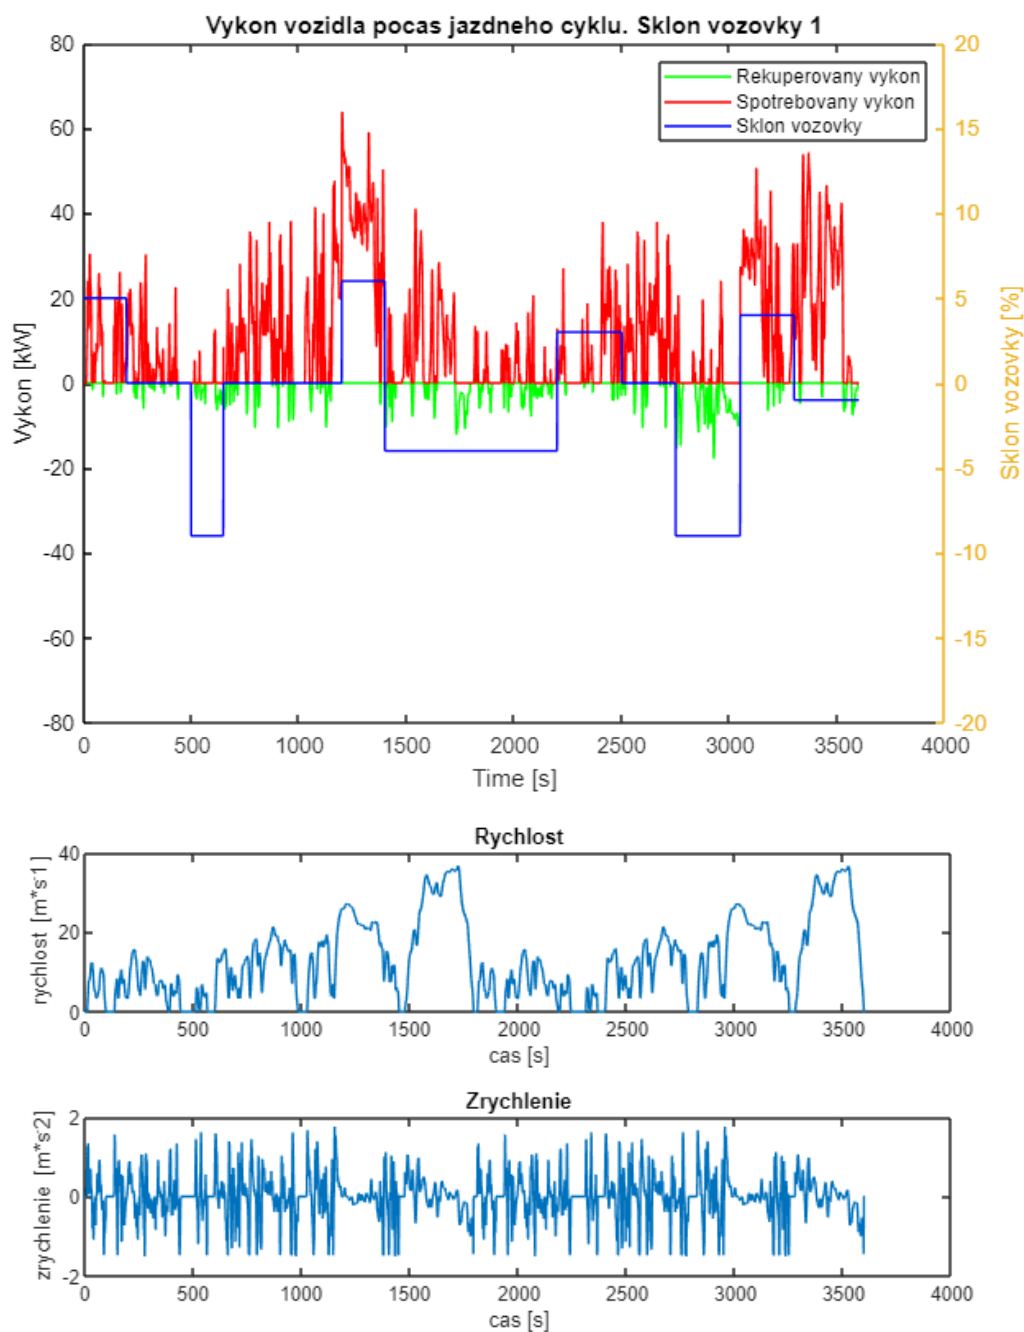 Vykon vozidla pocas jazdneho cyklu. Sklon vozovky 1
Rekuperovany vykon
Spotrebovany vykon
Sklon vozovky
80
60
40
20
0
-20
-40
-60
-80
Vykon [kW]
20
15
10
5
0
-5
-10
-15
-20
Sklon vozovky [%]
0 500 1000 1500 2000 2500 3000 3500 4000
Time [s]
Rychlost
40
20
0
rychlost [m*s-1]
0 500 1000 1500 2000 2500 3000 3500 4000
cas [s]
Zrychlenie
2
0
-2
zrychlenie [m*s-2]
0 500 1000 1500 2000 2500 3000 3500 4000
cas [s]